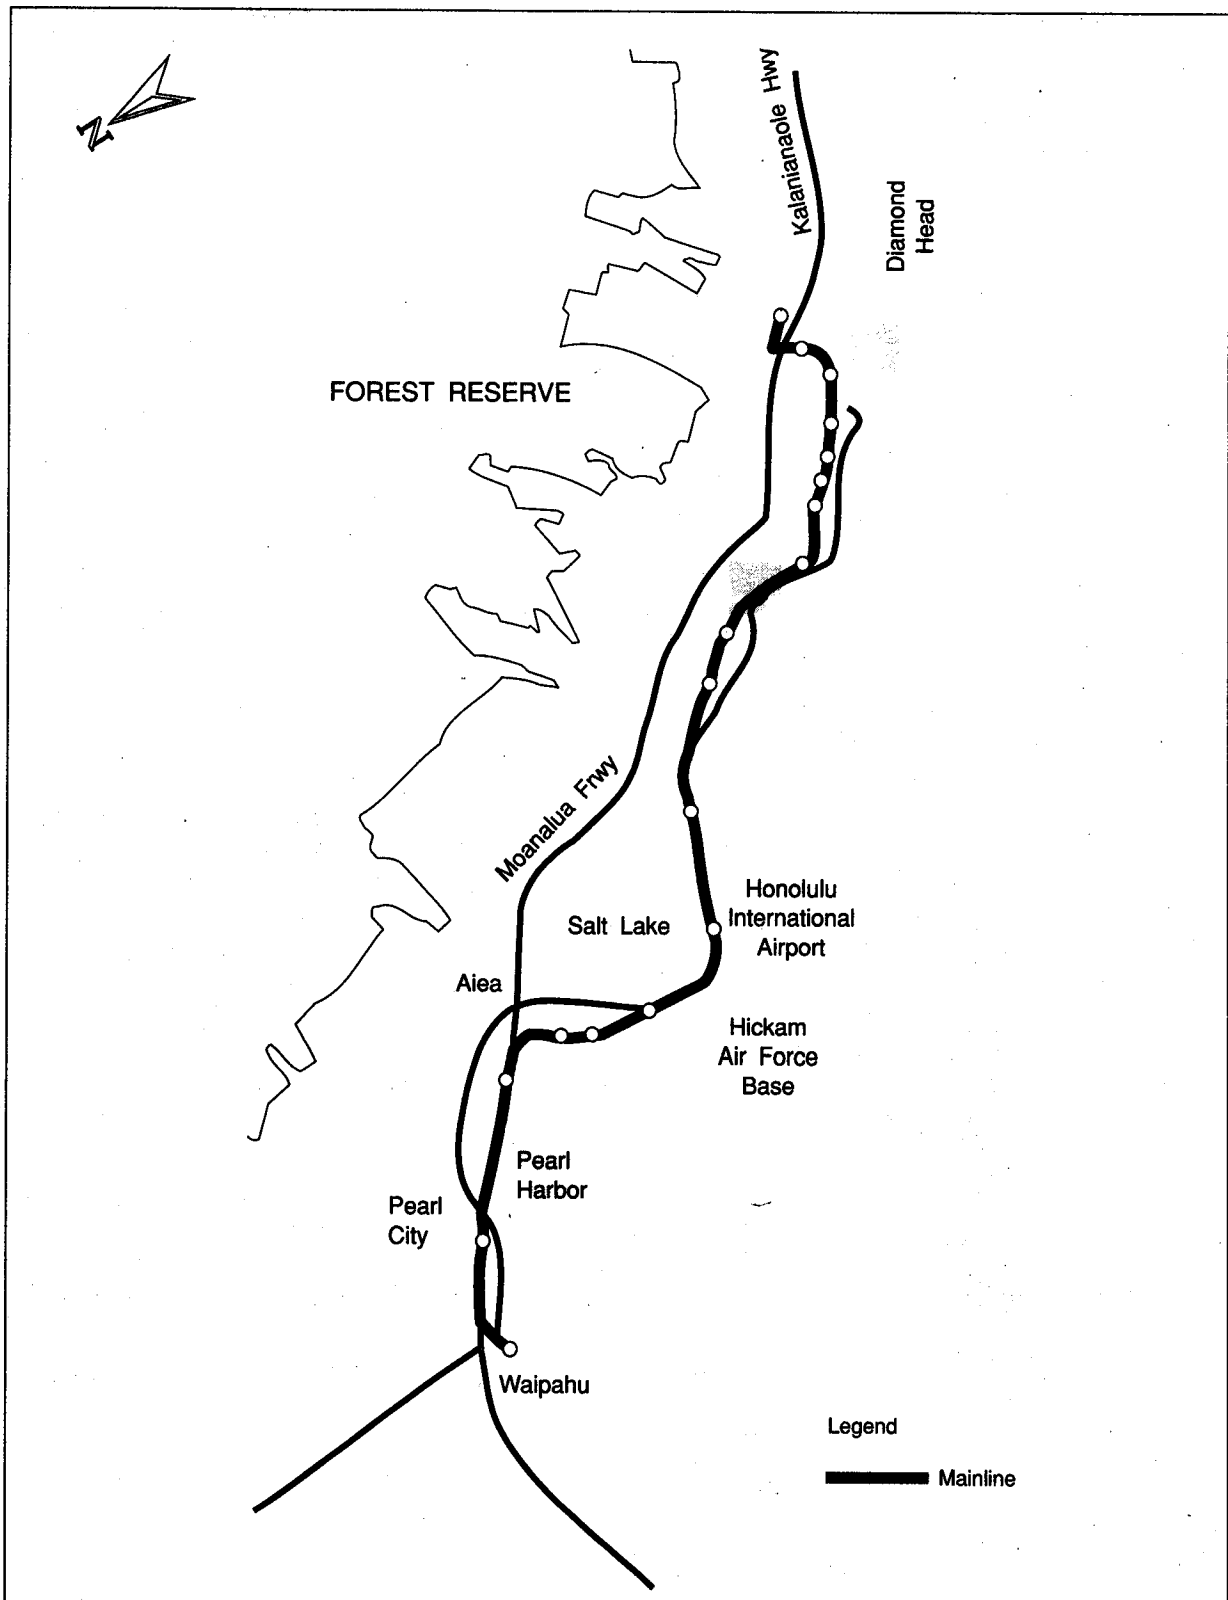 N
Kalanianaole Hwy
Diamond
Head
FOREST RESERVE
Moanalua Frwy
Honolulu
International
Airport
Salt Lake
Aiea
Hickam
Air Force
Base
Pearl
Harbor
Pearl
City
Waipahu
Legend
Mainline